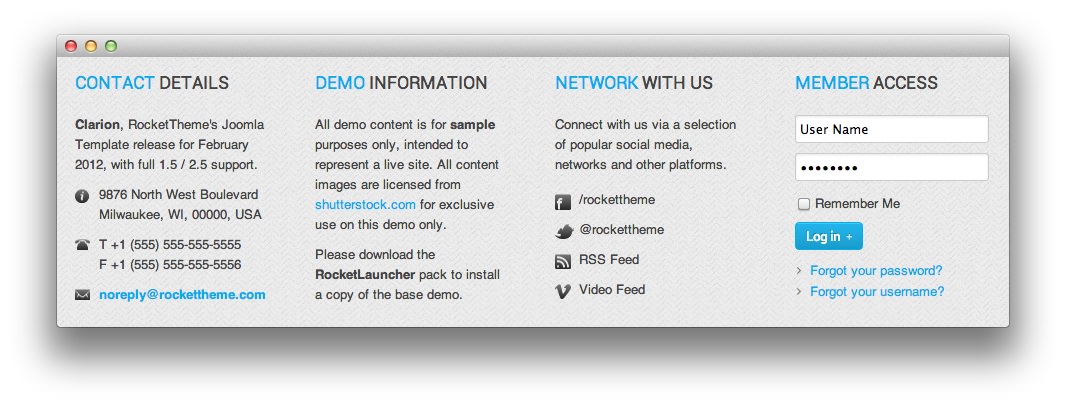 CONTACT DETAILS
Clarion, RocketTheme's Joomla
Template release for February
2012, with full 1.5 / 2.5 support.
9876 North West Boulevard
Milwaukee, WI, 00000, USA
T +1 (555) 555-555-5555
F +1 (555) 555-555-5556
noreply@rockettheme.com
DEMO INFORMATION
All demo content is for sample
purposes only, intended to
represent a live site. All content
images are licensed from
shutterstock.com for exclusive
use on this demo only.
Please download the
RocketLauncher pack to install
a copy of the base demo.
NETWORK WITH US
Connect with us via a selection
of popular social media,
networks and other platforms.
/rockettheme
@rockettheme
RSS Feed
Video Feed
MEMBER ACCESS
User Name
••••••••
Remember Me
Log in +
Forgot your password?
Forgot your username?